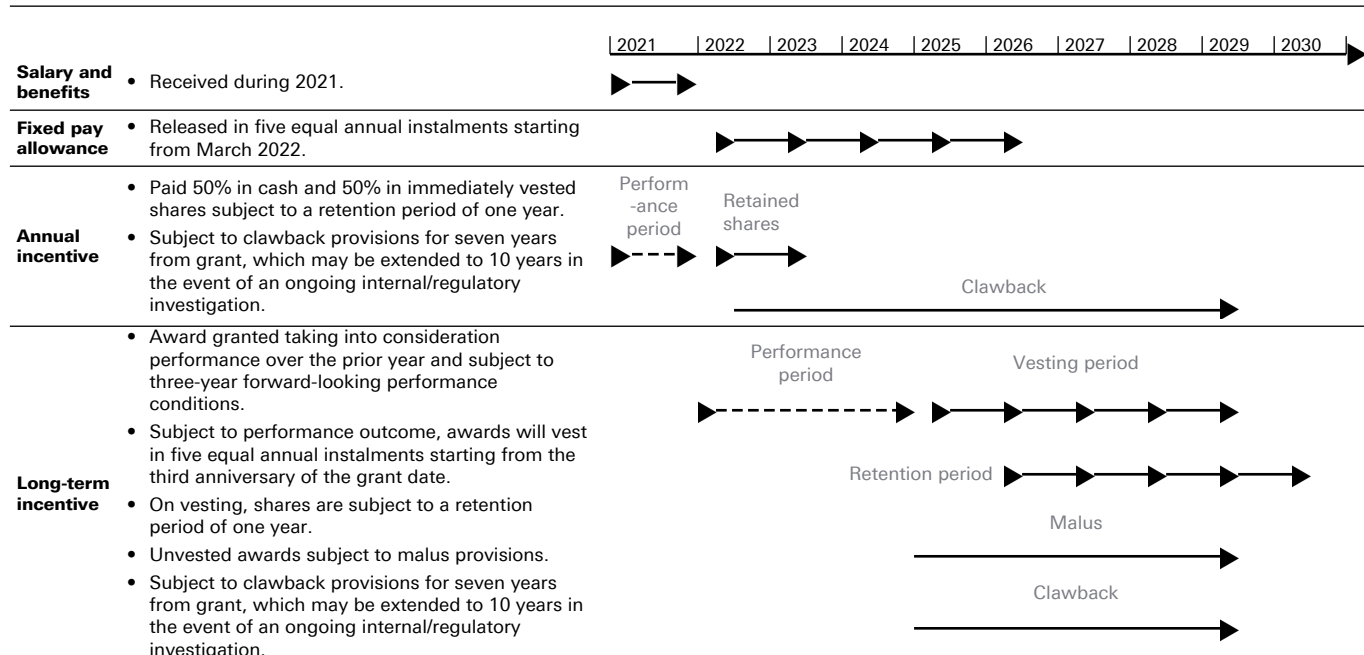 2021 2022 2023 2024 2025 2026 2027 2028 2029 2030
Salary and
benefits
• Received during 2021.
Fixed pay
allowance
• Released in five equal annual instalments starting
from March 2022.
Annual
incentive
• Paid 50% in cash and 50% in immediately vested
shares subject to a retention period of one year.
• Subject to clawback provisions for seven years
from grant, which may be extended to 10 years in
the event of an ongoing internal/regulatory
investigation.
Perform
-ance
period
Retained
shares
Clawback
Long-term
incentive
• Award granted taking into consideration
performance over the prior year and subject to
three-year forward-looking performance
conditions.
• Subject to performance outcome, awards will vest
in five equal annual instalments starting from the
third anniversary of the grant date.
• On vesting, shares are subject to a retention
period of one year.
• Unvested awards subject to malus provisions.
• Subject to clawback provisions for seven years
from grant, which may be extended to 10 years in
the event of an ongoing internal/regulatory
investigation.
Performance
period
Vesting period
Retention period
Malus
Clawback